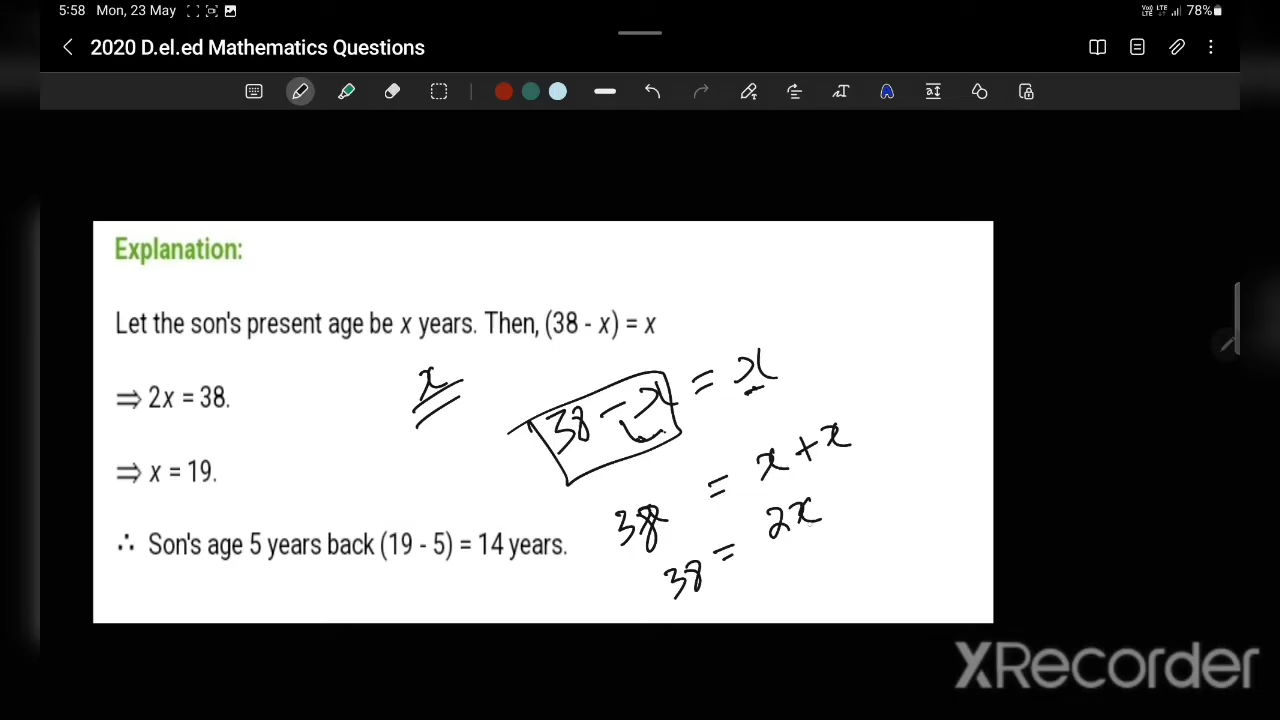 5:58 Mon, 23 May
78%
2020 D.el.ed Mathematics Questions
Explanation:
Let the son's present age be x years. Then, (38 - x) = x
⟹ 2x = 38.
⟹ x = 19.
∴ Son's age 5 years back (19 - 5) = 14 years.
x
38 - x = x
38 = x + x
38 = 2x
XRecorder